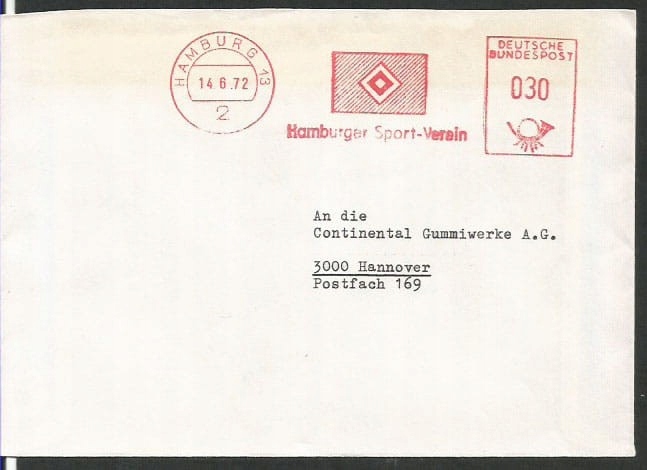 HAMBURG 13
14.6.72
2
Hamburger Sport-Verein
DEUTSCHE
BUNDESPOST
030
An die
Continental Gummiwerke A.G.
3000 Hannover
Postfach 169